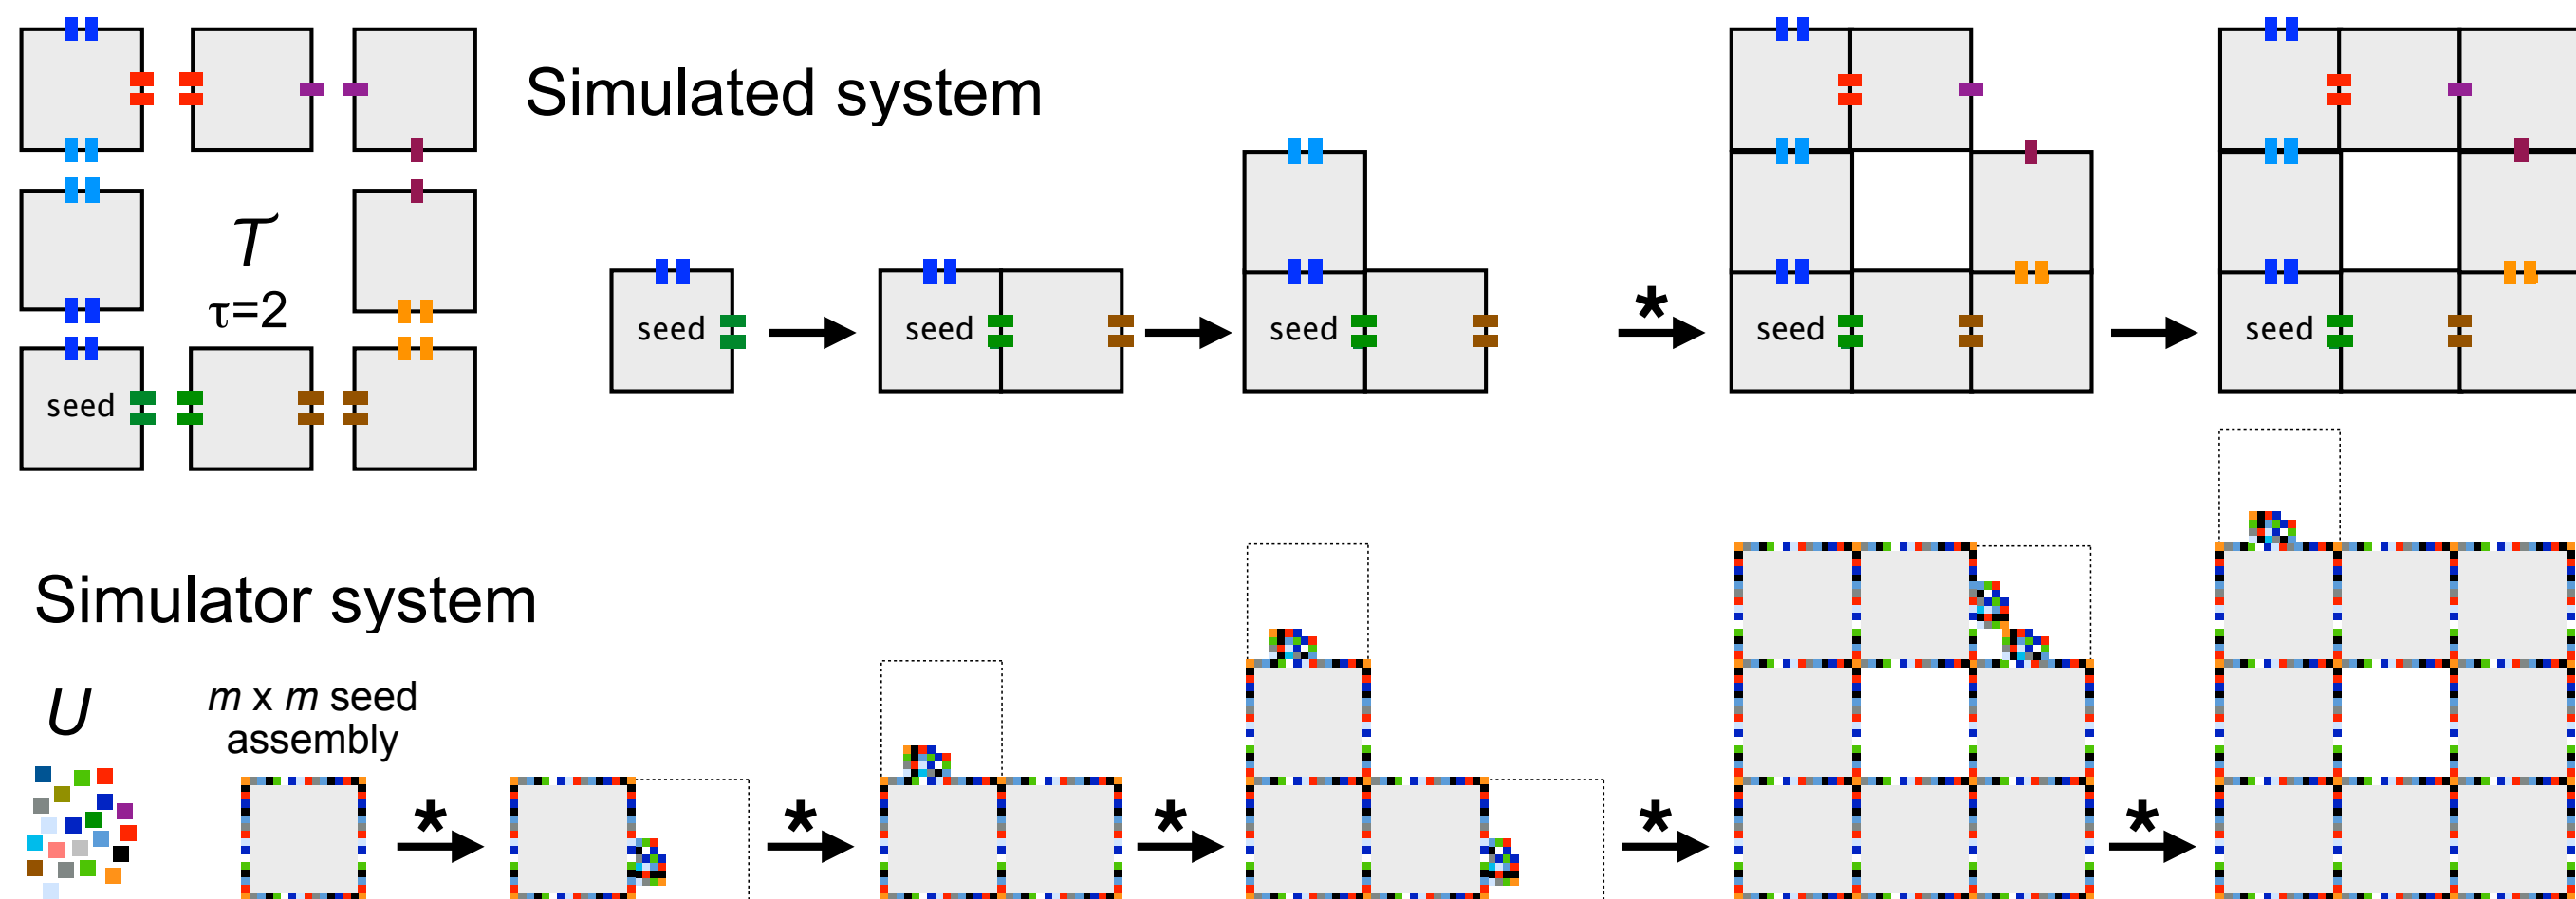 Simulated system
T
τ=2
seed
seed
seed
seed
*
seed
seed
Simulator system
U
m x m seed
assembly
*
*
*
*
*